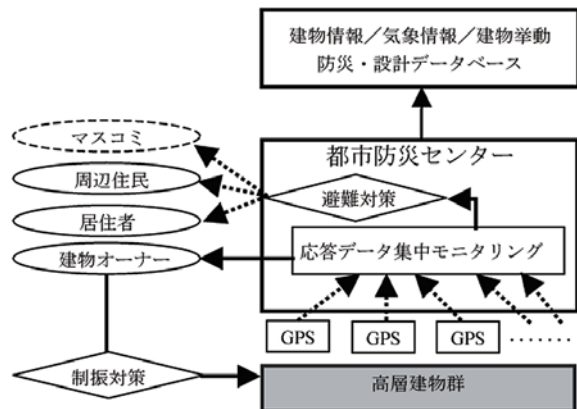 建物情報／気象情報／建物挙動
防災・設計データベース
マスコミ
都市防災センター
周辺住民
避難対策
居住者
応答データ集中モニタリング
建物オーナー
GPS
GPS
GPS
制振対策
高層建物群